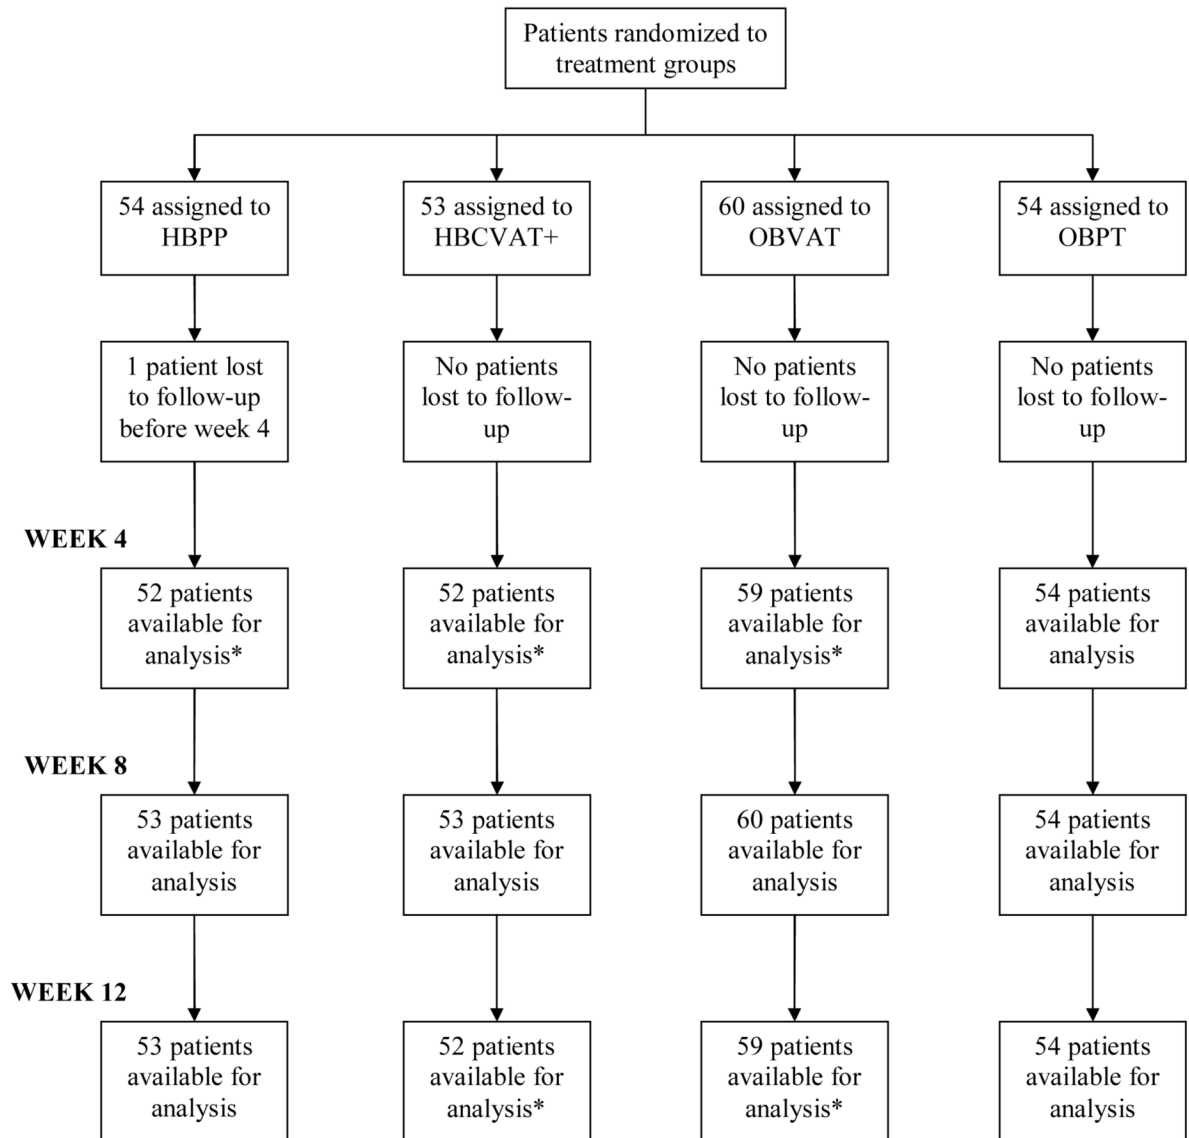 Patients randomized to
treatment groups
54 assigned to
HBPP
53 assigned to
HBCVAT+
60 assigned to
OBVAT
54 assigned to
OBPT
1 patient lost
to follow-up
before week 4
No patients
lost to follow-
up
No patients
lost to follow-
up
No patients
lost to follow-
up
WEEK 4
52 patients
available for
analysis*
52 patients
available for
analysis*
59 patients
available for
analysis*
54 patients
available for
analysis
WEEK 8
53 patients
available for
analysis
53 patients
available for
analysis
60 patients
available for
analysis
54 patients
available for
analysis
WEEK 12
53 patients
available for
analysis
52 patients
available for
analysis*
59 patients
available for
analysis*
54 patients
available for
analysis